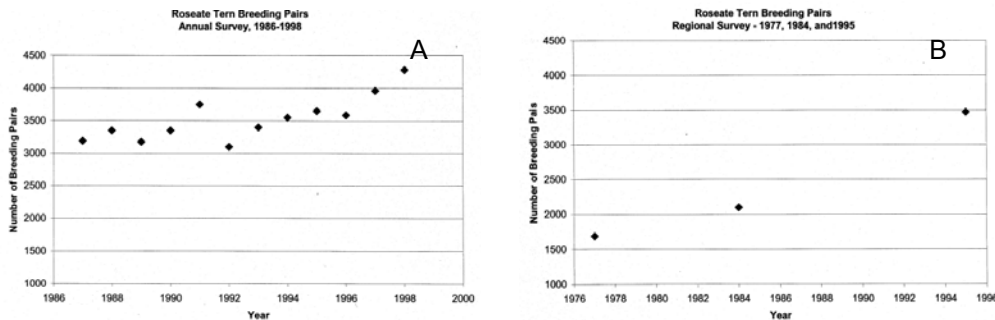 Roseate Tern Breeding Pairs
Annual Survey, 1986-1998
A
4500
4000
3500
3000
2500
2000
1500
1000
Number of Breeding Pairs
1986 1988 1990 1992 1994 1996 1998 2000
Year
Roseate Tern Breeding Pairs
Regional Survey - 1977, 1984, and1995
B
4500
4000
3500
3000
2500
2000
1500
1000
Number of Breeding Pais
1976 1978 1980 1982 1984 1986 1988 1990 1992 1994 1996
Year